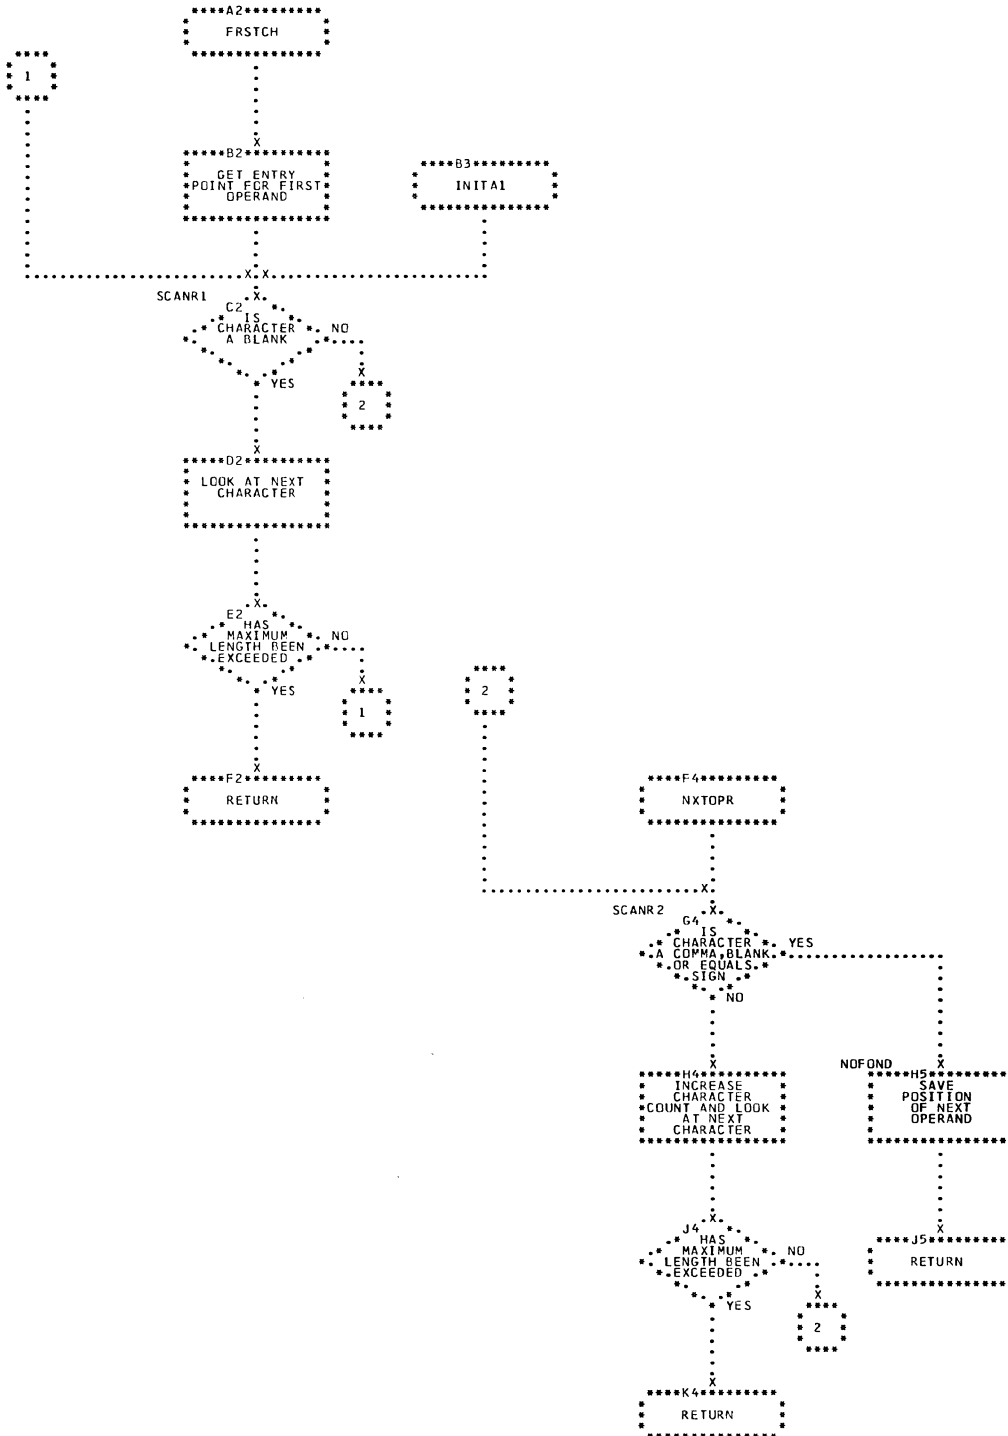 A2
FRSTCH
1
B2
GET ENTRY
POINT FOR FIRST
OPERAND
B3
INITA1
SCANR1
C2
IS
CHARACTER
A BLANK
NO
YES
2
D2
LOOK AT NEXT
CHARACTER
E2
HAS
MAXIMUM
LENGTH BEEN
EXCEEDED
NO
YES
1
2
F2
RETURN
F4
NXTOPR
SCANR2
G4
IS
CHARACTER
A COMMA,BLANK
OR EQUALS
SIGN
YES
NO
H4
INCREASE
CHARACTER
COUNT AND LOOK
AT NEXT
CHARACTER
NOFOND
H5
SAVE
POSITION
OF NEXT
OPERAND
J4
HAS
MAXIMUM
LENGTH BEEN
EXCEEDED
NO
YES
2
J5
RETURN
K4
RETURN